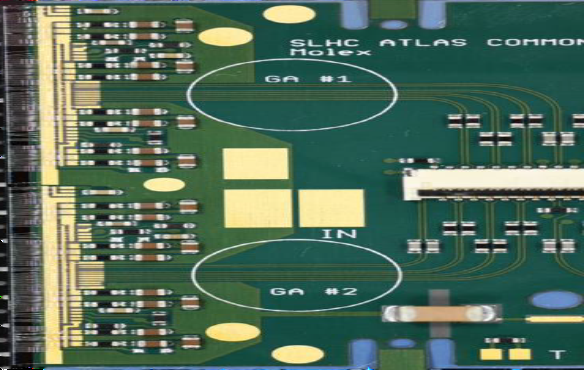 SLHC ATLAS COMMON
Molex
GA #1
IN
GA #2
T